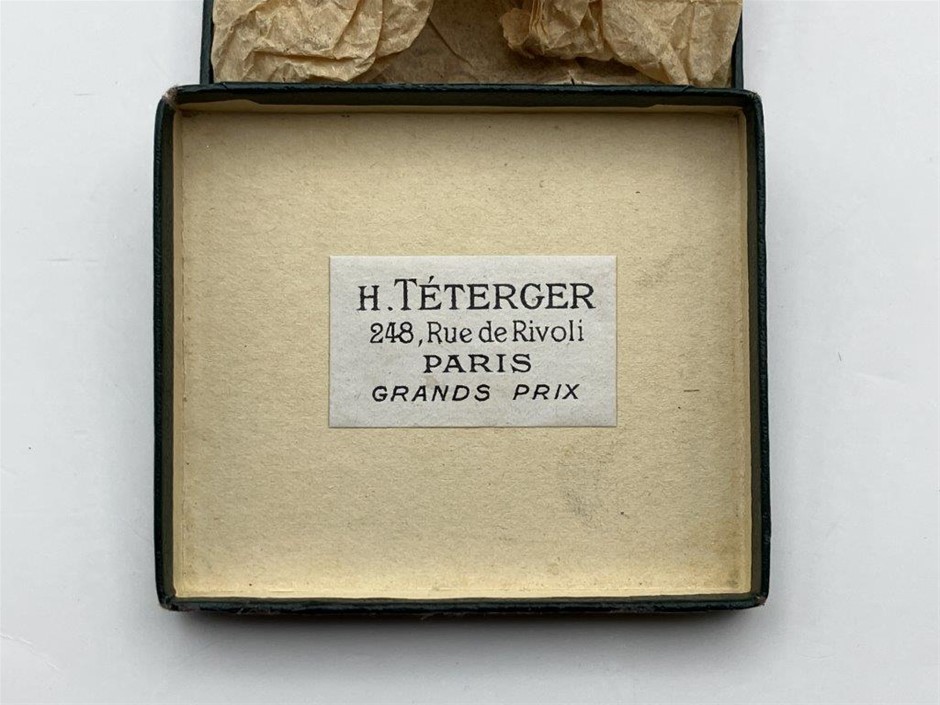 H. TÉTERGER
248, Rue de Rivoli
PARIS
GRANDS PRIX